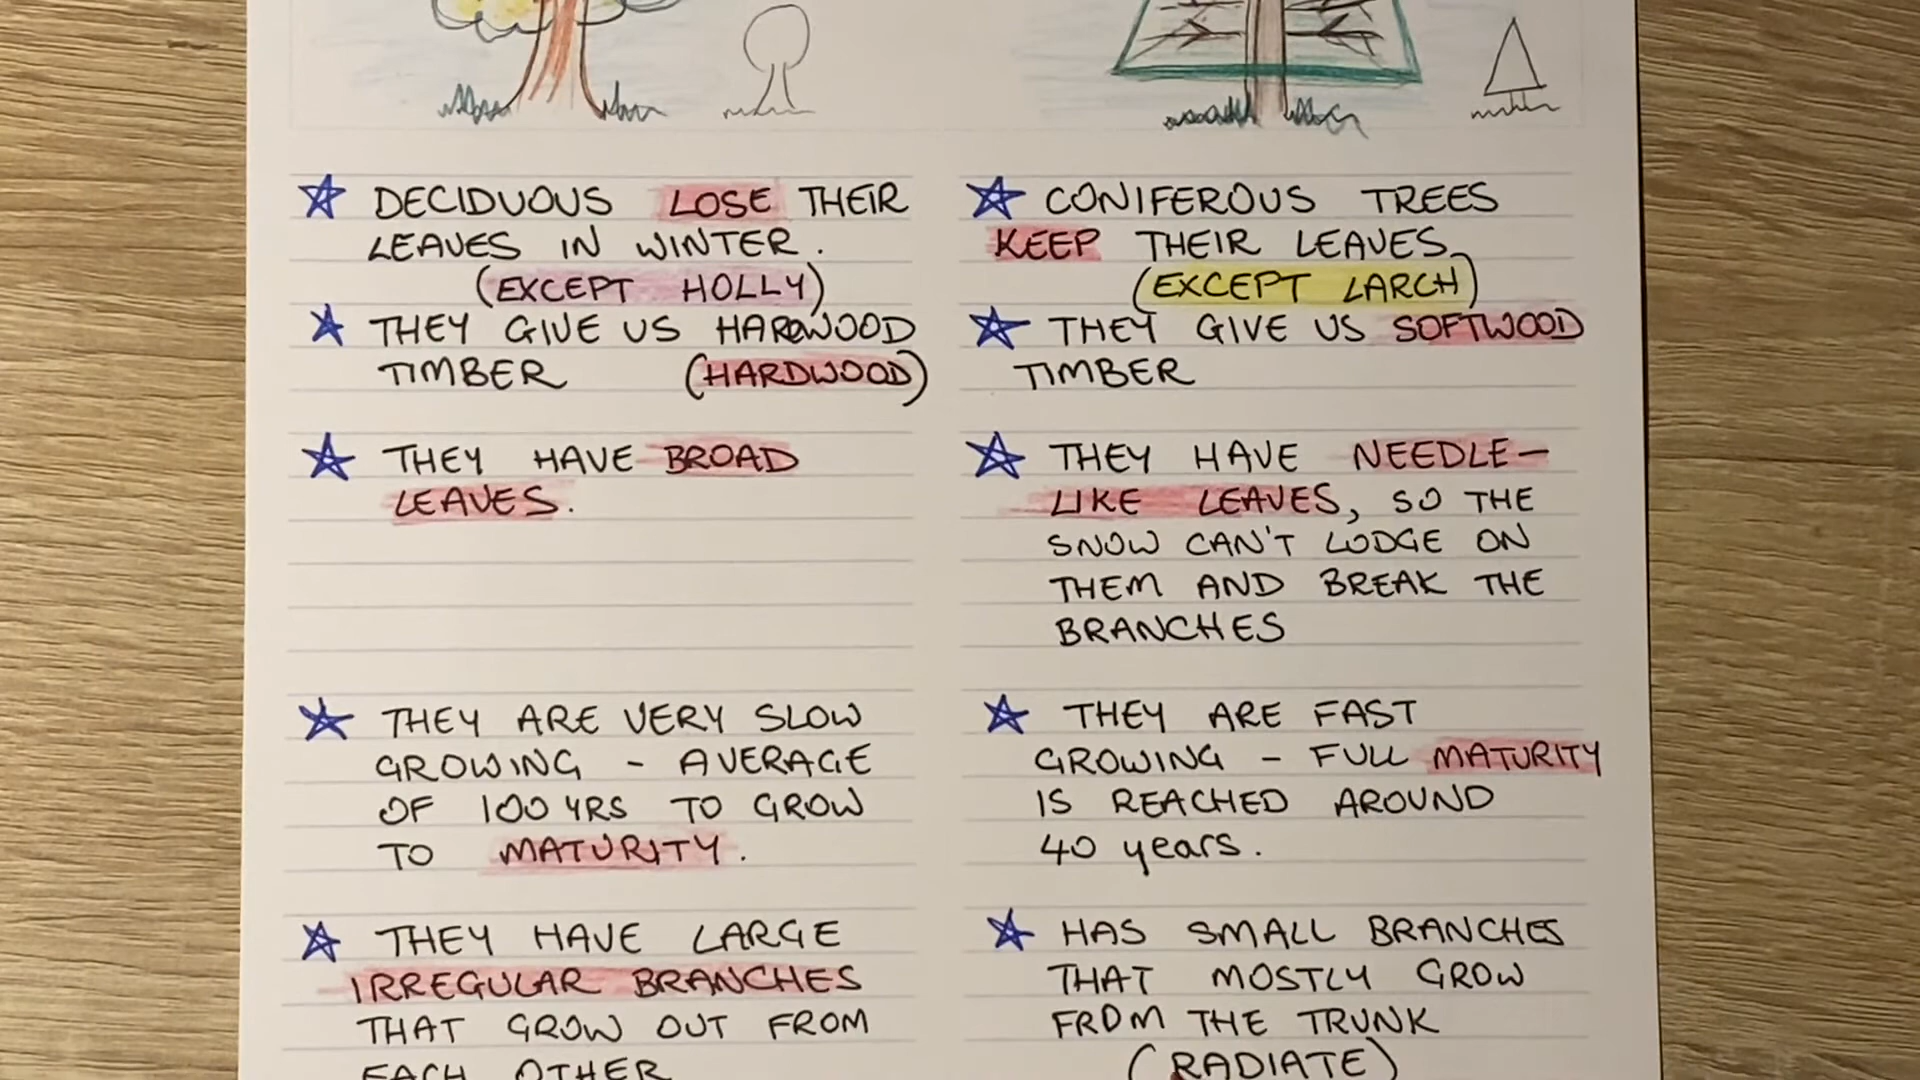 DECIDUOUS LOSE THEIR
LEAVES IN WINTER.
(EXCEPT HOLLY)
THEY GIVE US HARDWOOD
TIMBER (HARDWOOD)
THEY HAVE BROAD
LEAVES.
THEY ARE VERY SLOW
GROWING - AVERAGE
OF 100 YRS TO GROW
TO MATURITY.
THEY HAVE LARGE
IRREGULAR BRANCHES
THAT GROW OUT FROM
EACH OTHER
CONIFEROUS TREES
KEEP THEIR LEAVES.
(EXCEPT LARCH)
THEY GIVE US SOFTWOOD
TIMBER
THEY HAVE NEEDLE-
LIKE LEAVES, SO THE
SNOW CAN'T LODGE ON
THEM AND BREAK THE
BRANCHES
THEY ARE FAST
GROWING - FULL MATURITY
IS REACHED AROUND
40 years.
HAS SMALL BRANCHES
THAT MOSTLY GROW
FROM THE TRUNK
(RADIATE)